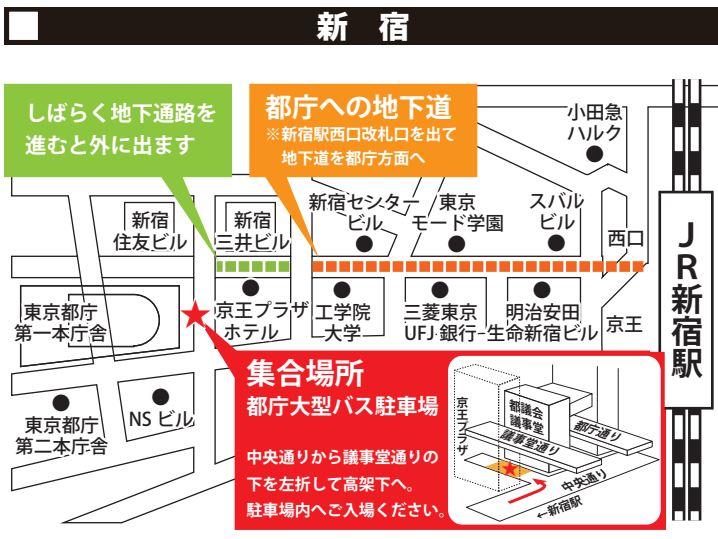 新 宿
しばらく地下通路を
進むと外に出ます
都庁への地下道
※新宿駅西口改札口を出て
地下道を都庁方面へ
小田急
ハルク
新宿
住友ビル
新宿
三井ビル
新宿センター
ビル
東京
モード学園
スバル
ビル
西口
JR新宿駅
東京都庁
第一本庁舎
京王プラザ
ホテル
工学院
大学
三菱東京
UFJ銀行
明治安田
生命新宿ビル
京王
東京都庁
第二本庁舎
NSビル
集合場所
都庁大型バス駐車場
中央通りから議事堂通りの
下を左折して高架下へ。
駐車場内へご入場ください。
京王プラザ
都議会
議事堂
議事堂通り
都庁通り
中央通り
←新宿駅